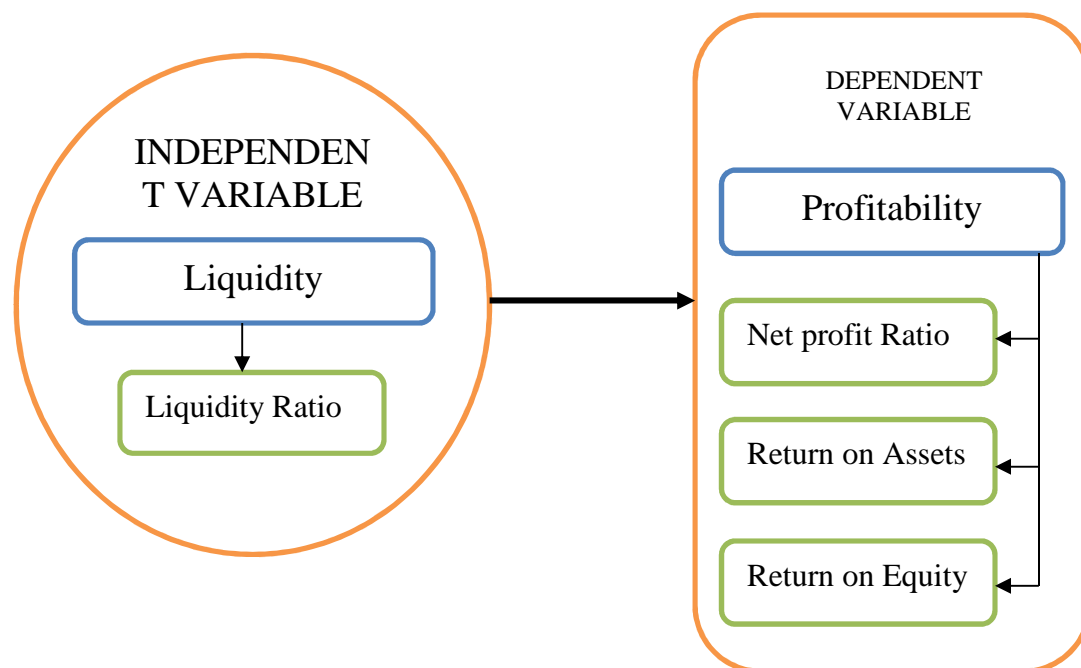 INDEPENDEN
T VARIABLE
Liquidity
Liquidity Ratio
DEPENDENT
VARIABLE
Profitability
Net profit Ratio
Return on Assets
Return on Equity